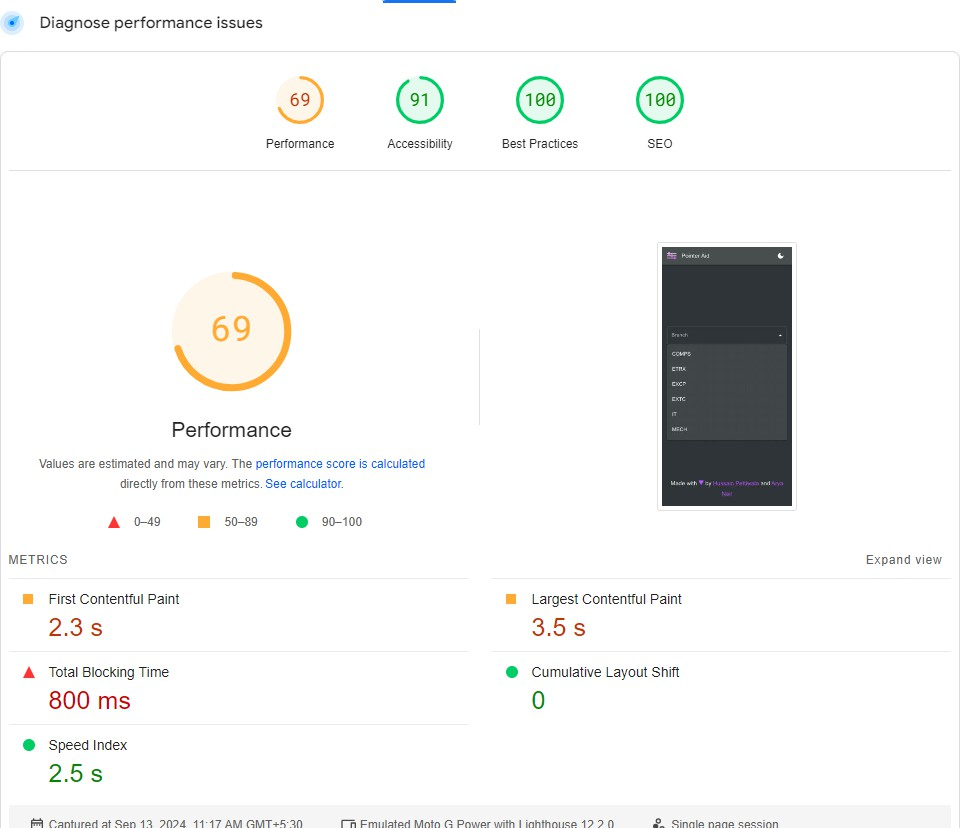 Diagnose performance issues
69
91
100
100
Performance
Accessibility
Best Practices
SEO
69
Performance
Values are estimated and may vary. The performance score is calculated
directly from these metrics. See calculator.
0–49
50–89
90–100
Pointer Aid
Branch
COMPS
ETRX
EXCP
EXTC
IT
MECH
Made with 💜 by Hussain Pettiwala and Arya
Nair
METRICS
Expand view
First Contentful Paint
2.3 s
Largest Contentful Paint
3.5 s
Total Blocking Time
800 ms
Cumulative Layout Shift
0
Speed Index
2.5 s
Captured at Sep 13, 2024, 11:17 AM GMT+5:30
Emulated Moto G Power with Lighthouse 12.2.0
Single page session